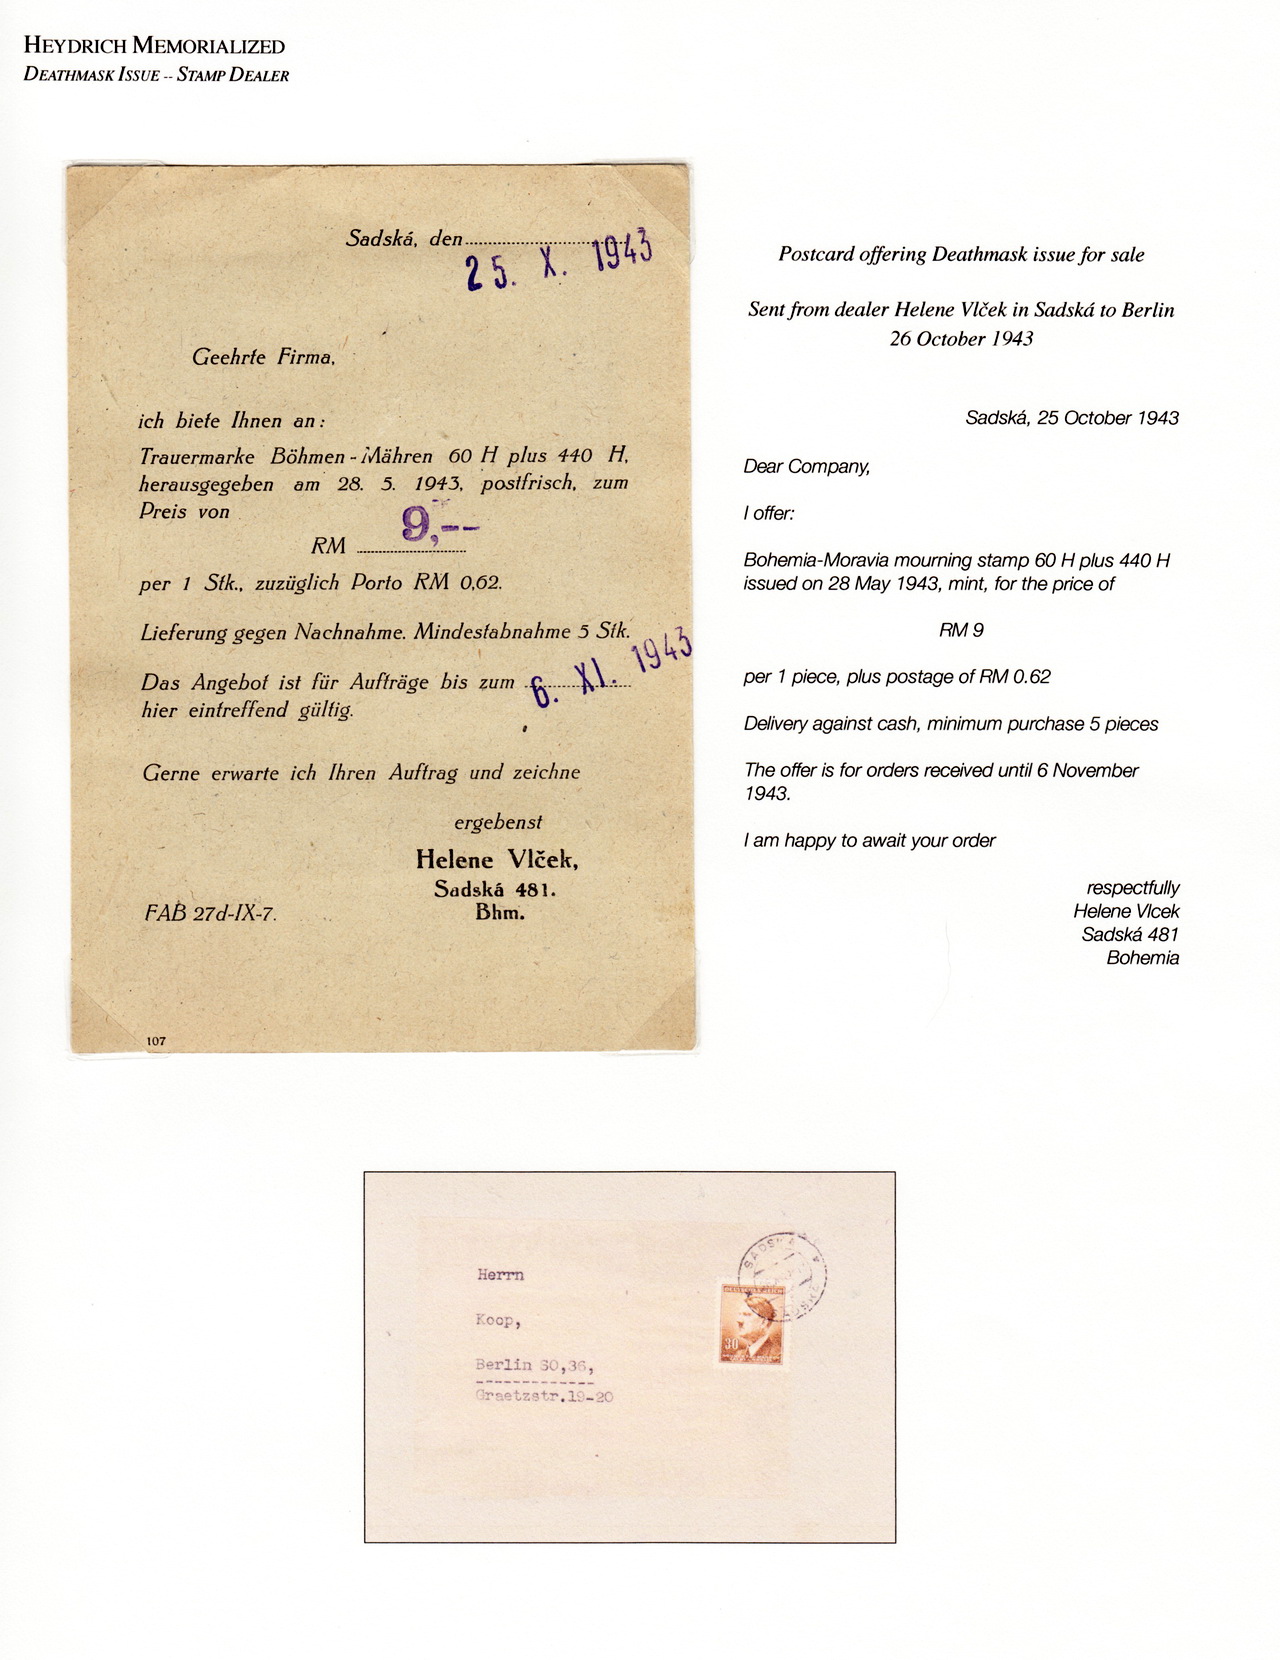 HEYDRICH MEMORIALIZED
DEATHMASK ISSUE -- STAMP DEALER
Sadská, den
25. X. 1943
Geehrte Firma,
ich biete Ihnen an:
Trauermarke Böhmen-Mähren 60 H plus 440 H,
herausgegeben am 28. 5. 1943, postfrisch, zum
Preis von
RM 9,--
per 1 Stk., zuzüglich Porto RM 0,62.
Lieferung gegen Nachnahme. Mindestabnahme 5 Stk.
Das Angebot ist für Aufträge bis zum 6. XI. 1943
hier eintreffend gültig.
Gerne erwarte ich Ihren Auftrag und zeichne
ergebenst
Helene Vlček,
Sadská 481.
Bhm.
FAB 27d-IX-7.
107
Postcard offering Deathmask issue for sale
Sent from dealer Helene Vlček in Sadská to Berlin
26 October 1943
Sadská, 25 October 1943
Dear Company,
I offer:
Bohemia-Moravia mourning stamp 60 H plus 440 H
issued on 28 May 1943, mint, for the price of
RM 9
per 1 piece, plus postage of RM 0.62
Delivery against cash, minimum purchase 5 pieces
The offer is for orders received until 6 November
1943.
I am happy to await your order
respectfully
Helene Vlcek
Sadská 481
Bohemia
Herrn
Koop,
Berlin SO,36,
Graetzstr.19-20
SADSKÁ
DEUTSCHES REICH
30